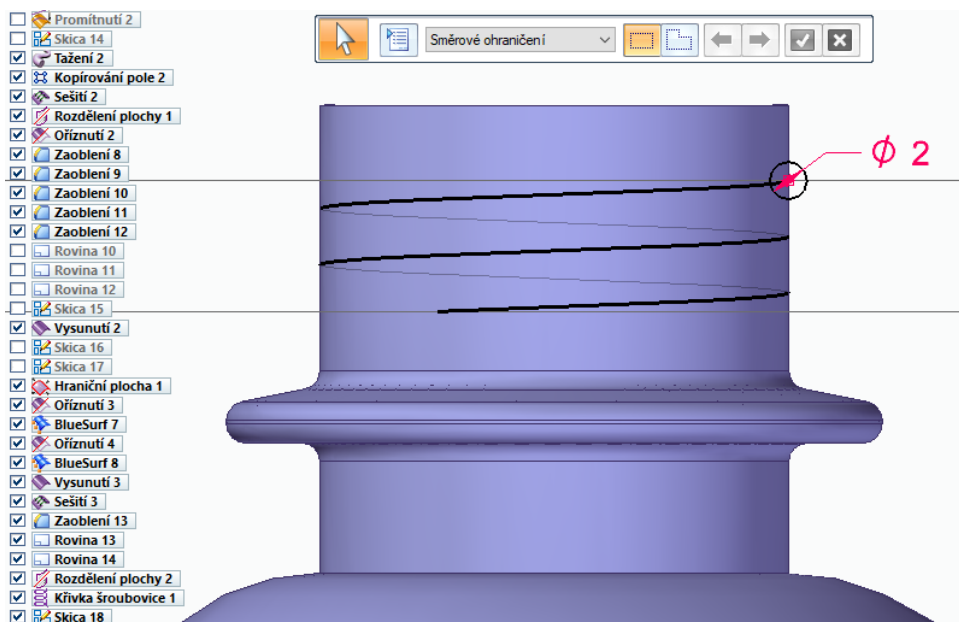 Promítnutí 2
Skica 14
Tažení 2
Kopírování pole 2
Sešití 2
Rozdělení plochy 1
Oříznutí 2
Zaoblení 8
Zaoblení 9
Zaoblení 10
Zaoblení 11
Zaoblení 12
Rovina 10
Rovina 11
Rovina 12
Skica 15
Vysunutí 2
Skica 16
Skica 17
Hraniční plocha 1
Oříznutí 3
BlueSurf 7
Oříznutí 4
BlueSurf 8
Vysunutí 3
Sešití 3
Zaoblení 13
Rovina 13
Rovina 14
Rozdělení plochy 2
Křivka šroubovice 1
Skica 18
Směrové ohraničení
ϕ 2